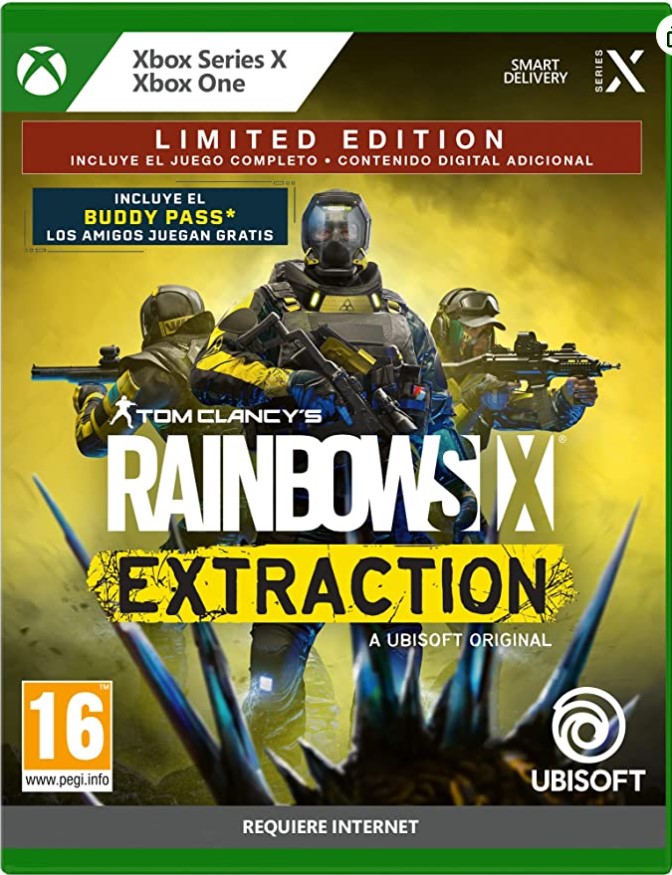 Xbox Series X
Xbox One
SMART
DELIVERY
SERIES X
LIMITED EDITION
INCLUYE EL JUEGO COMPLETO • CONTENIDO DIGITAL ADICIONAL
INCLUYE EL
BUDDY PASS*
LOS AMIGOS JUEGAN GRATIS
TOM CLANCY'S
RAINBOW SIX®
EXTRACTION
A UBISOFT ORIGINAL
16™
www.pegi.info
UBISOFT
REQUIERE INTERNET